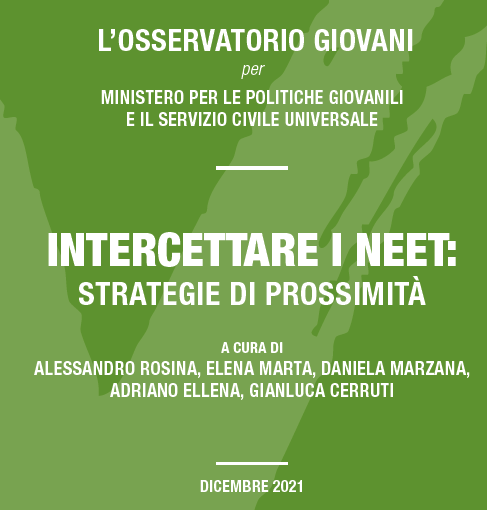 L'OSSERVATORIO GIOVANI
per
MINISTERO PER LE POLITICHE GIOVANILI
E IL SERVIZIO CIVILE UNIVERSALE
INTERCETTARE I NEET:
STRATEGIE DI PROSSIMITÀ
A CURA DI
ALESSANDRO ROSINA, ELENA MARTA, DANIELA MARZANA,
ADRIANO ELLENA, GIANLUCA CERRUTI
DICEMBRE 2021